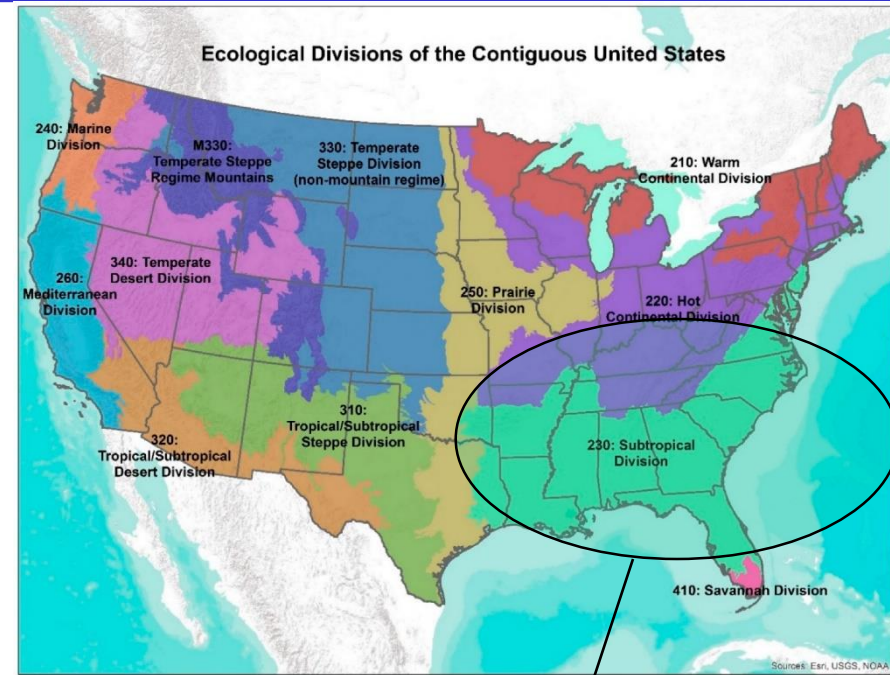 Ecological Divisions of the Contiguous United States
240: Marine
Division
M330:
Temperate Steppe
Regime Mountains
330: Temperate
Steppe Division
(non-mountain regime)
210: Warm
Continental Division
340: Temperate
Desert Division
260:
Mediterranean
Division
250: Prairie
Division
220: Hot
Continental Division
310:
Tropical/Subtropical
Steppe Division
320:
Tropical/Subtropical
Desert Division
230: Subtropical
Division
410: Savannah Division
Sources: Esri, USGS, NOAA